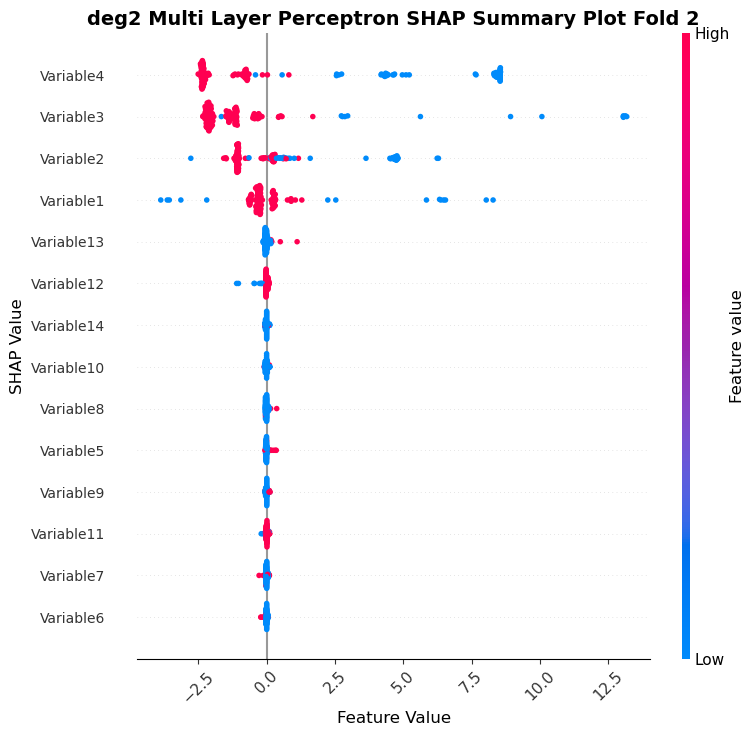 deg2 Multi Layer Perceptron SHAP Summary Plot Fold 2
High
Variable4
Variable3
Variable2
Variable1
Variable13
Variable12
Variable14
Variable10
Variable8
Variable5
Variable9
Variable11
Variable7
Variable6
SHAP Value
Feature value
Low
−2.5
0.0
2.5
5.0
7.5
10.0
12.5
Feature Value